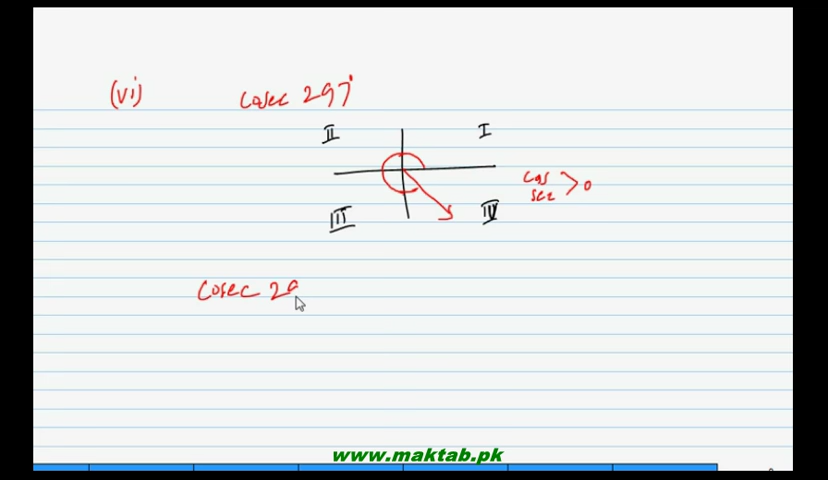 (vi) cosec 297°
II I
cos
sec > 0
III IV
cosec 29
www.maktab.pk